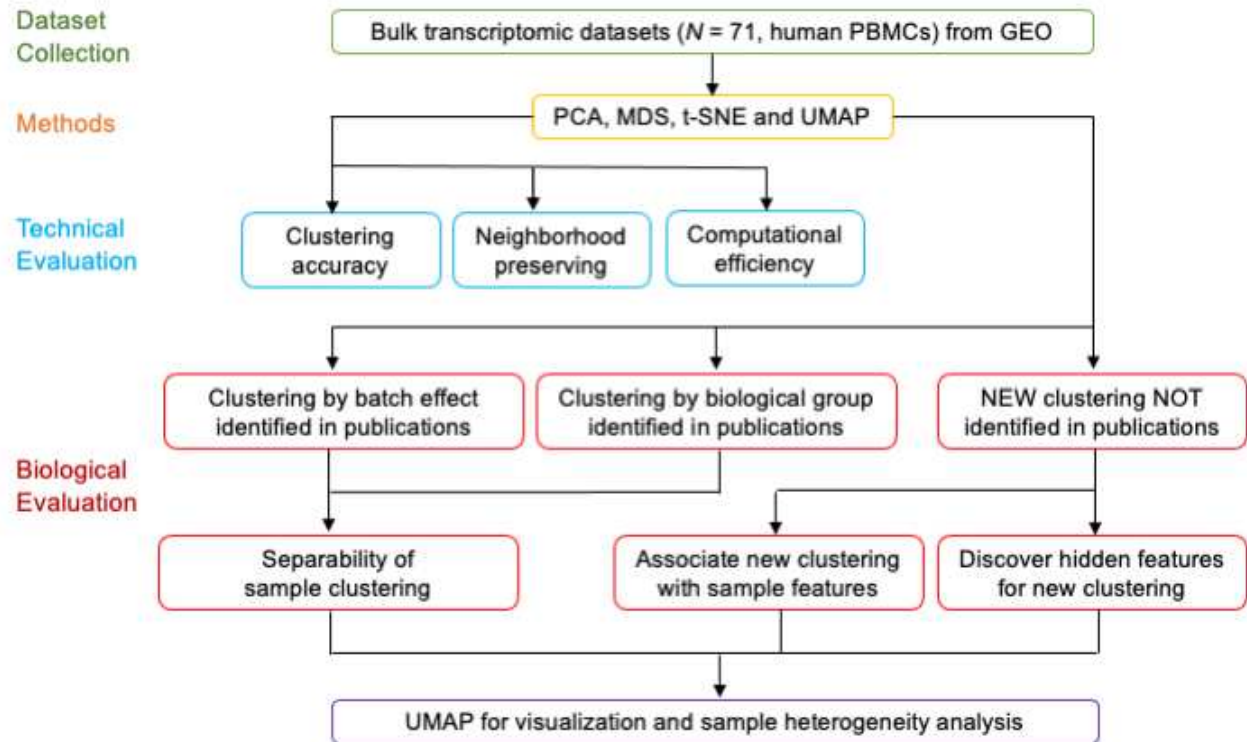 Dataset
Collection
Bulk transcriptomic datasets (N = 71, human PBMCs) from GEO
Methods
PCA, MDS, t-SNE and UMAP
Technical
Evaluation
Clustering
accuracy
Neighborhood
preserving
Computational
efficiency
Clustering by batch effect
identified in publications
Clustering by biological group
identified in publications
NEW clustering NOT
identified in publications
Biological
Evaluation
Separability of
sample clustering
Associate new clustering
with sample features
Discover hidden features
for new clustering
UMAP for visualization and sample heterogeneity analysis